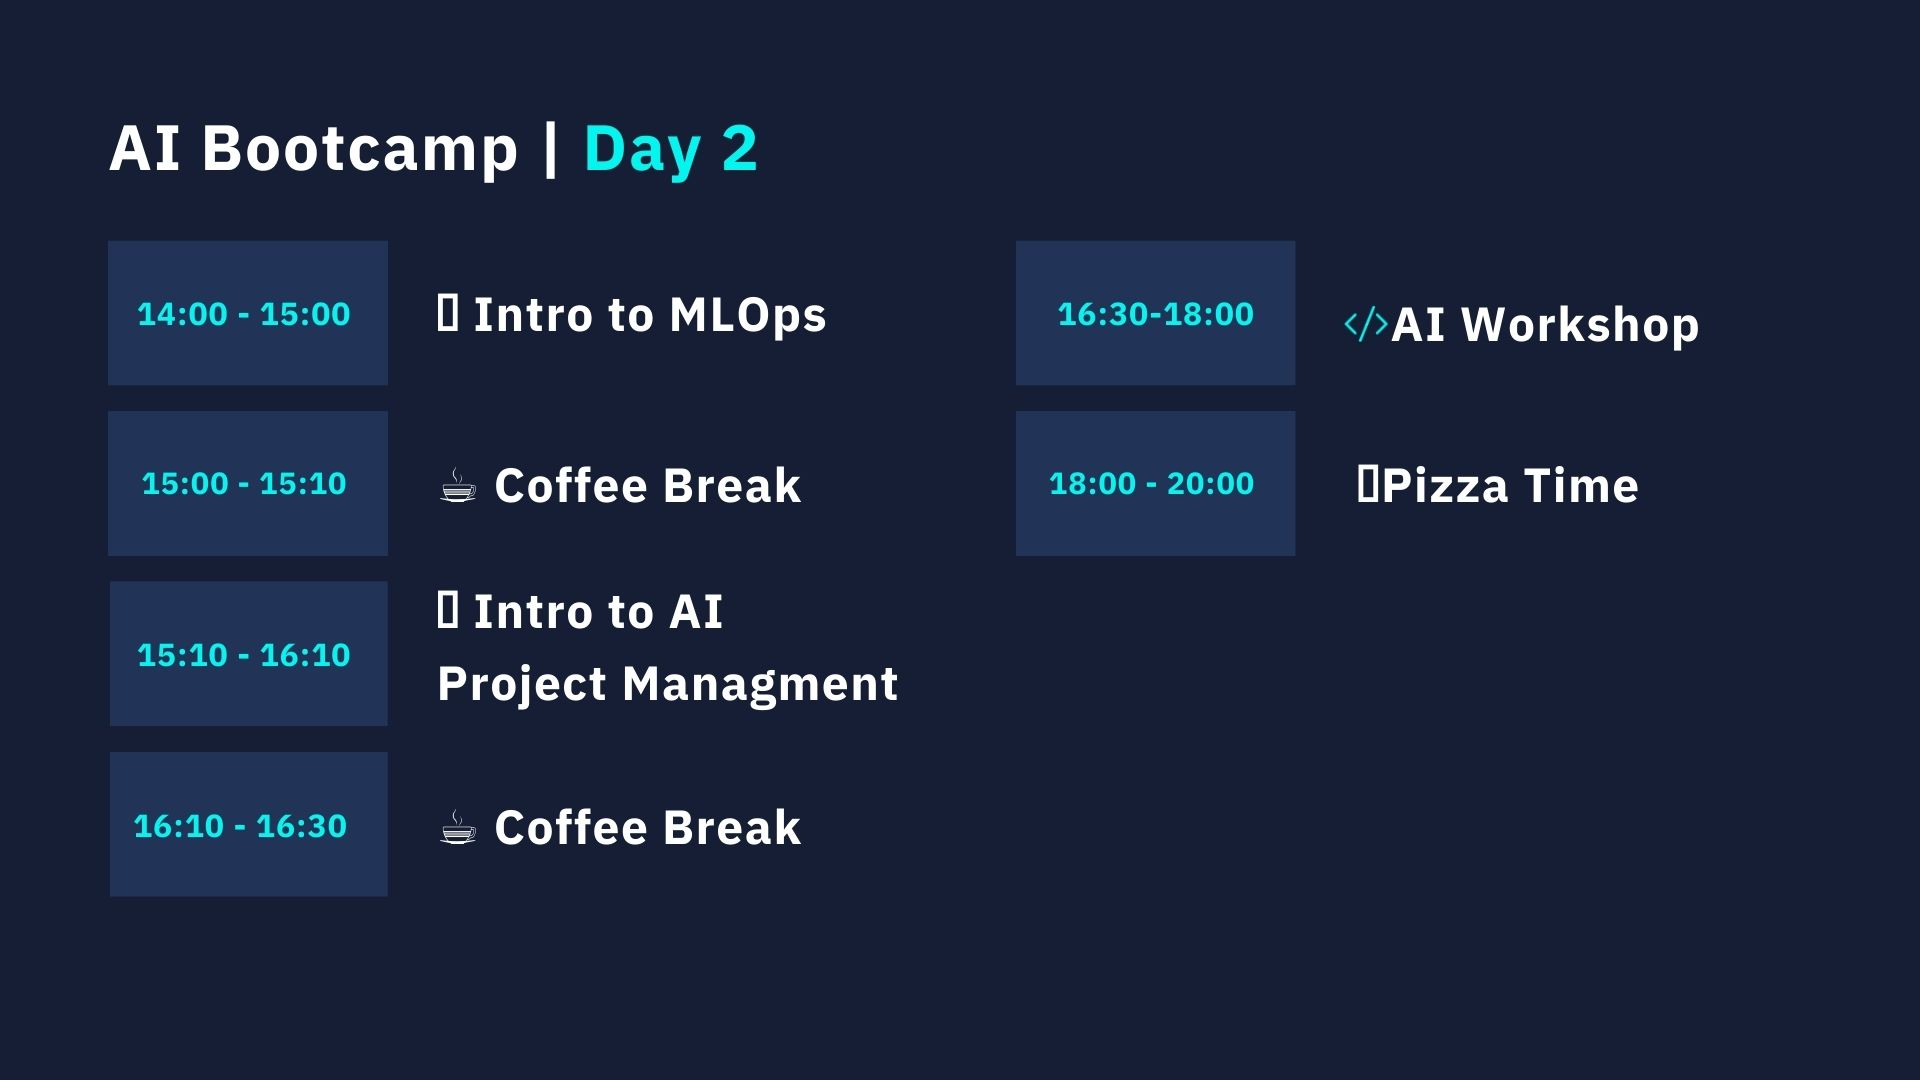 AI Bootcamp | Day 2
14:00 - 15:00
▯ Intro to MLOps
15:00 - 15:10
☕ Coffee Break
15:10 - 16:10
▯ Intro to AI
Project Managment
16:10 - 16:30
☕ Coffee Break
16:30-18:00
</>AI Workshop
18:00 - 20:00
▯Pizza Time